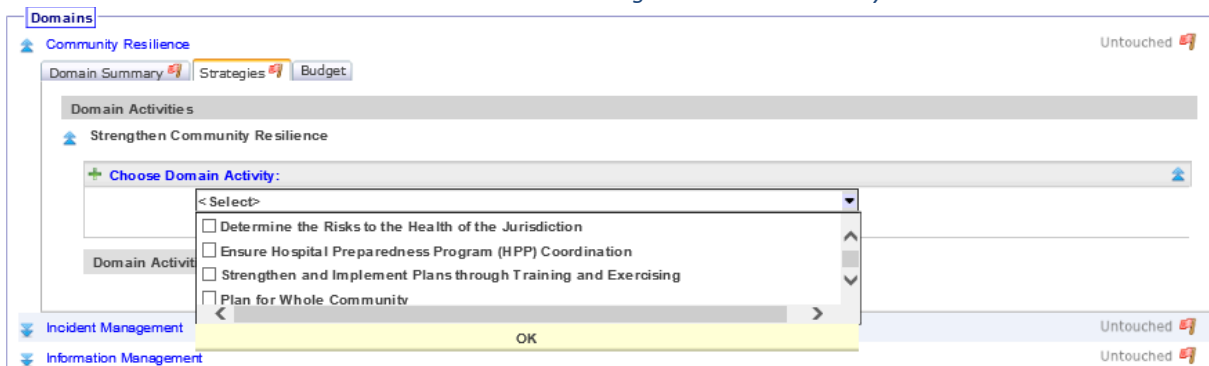 Domains
Community Resilience Untouched
Domain Summary Strategies Budget
Domain Activities
Strengthen Community Resilience
Choose Domain Activity:
< Select>
Determine the Risks to the Health of the Jurisdiction
Ensure Hospital Preparedness Program (HPP) Coordination
Strengthen and Implement Plans through Training and Exercising
Domain Activiti
Plan for Whole Community
Incident Management Untouched
OK
Information Management Untouched